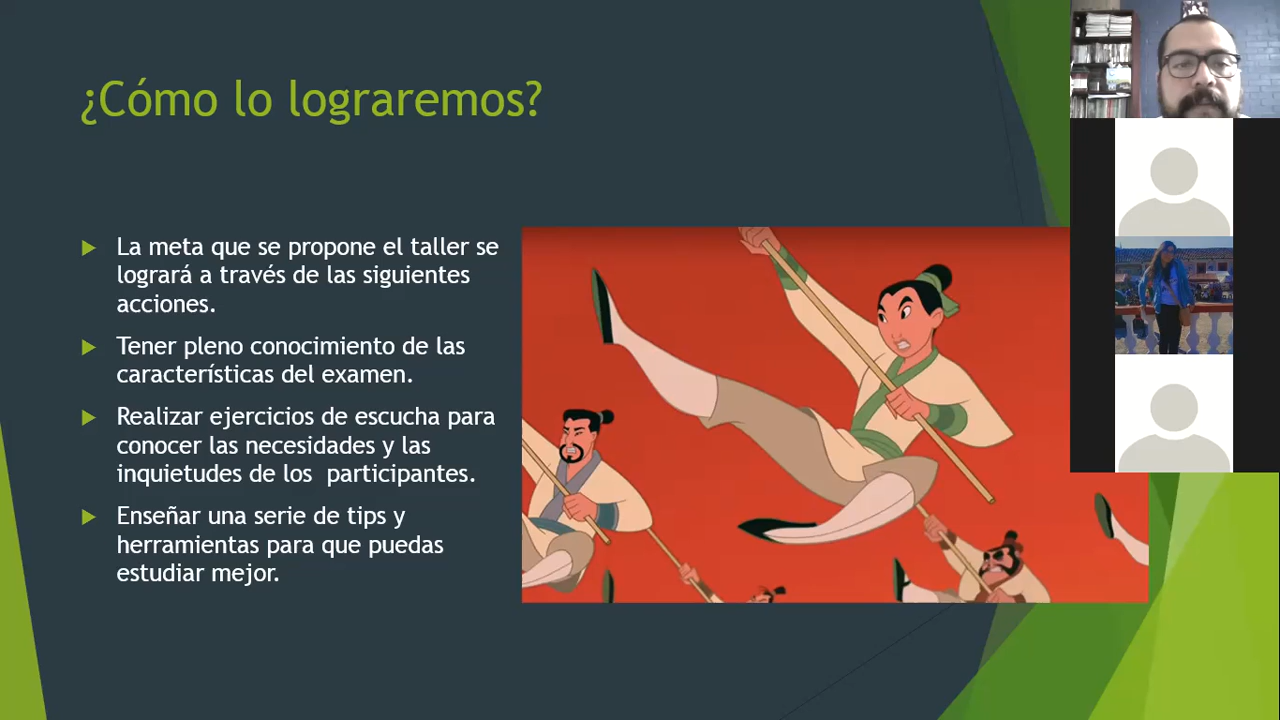 ¿Cómo lo lograremos?
La meta que se propone el taller se
logrará a través de las siguientes
acciones.
Tener pleno conocimiento de las
características del examen.
Realizar ejercicios de escucha para
conocer las necesidades y las
inquietudes de los  participantes.
Enseñar una serie de tips y
herramientas para que puedas
estudiar mejor.